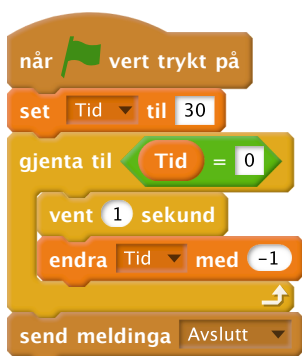 når vert trykt på
set Tid til 30
gjenta til Tid = 0
vent 1 sekund
endra Tid med -1
send meldinga Avslutt